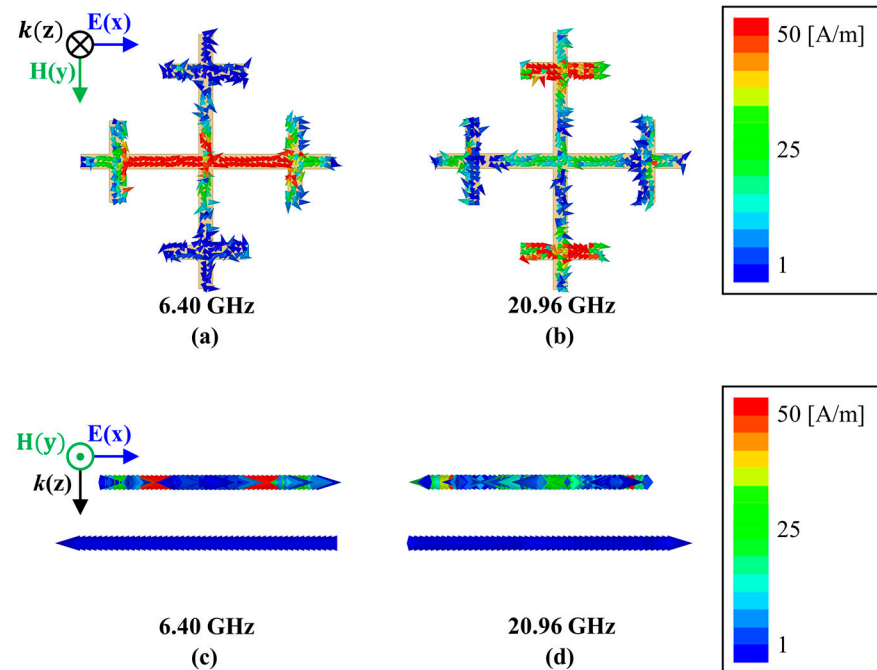 E(x)
k(z)
H(y)
50 [A/m]
25
1
6.40 GHz
20.96 GHz
(a)
(b)
H(y)
E(x)
k(z)
50 [A/m]
25
1
6.40 GHz
20.96 GHz
(c)
(d)